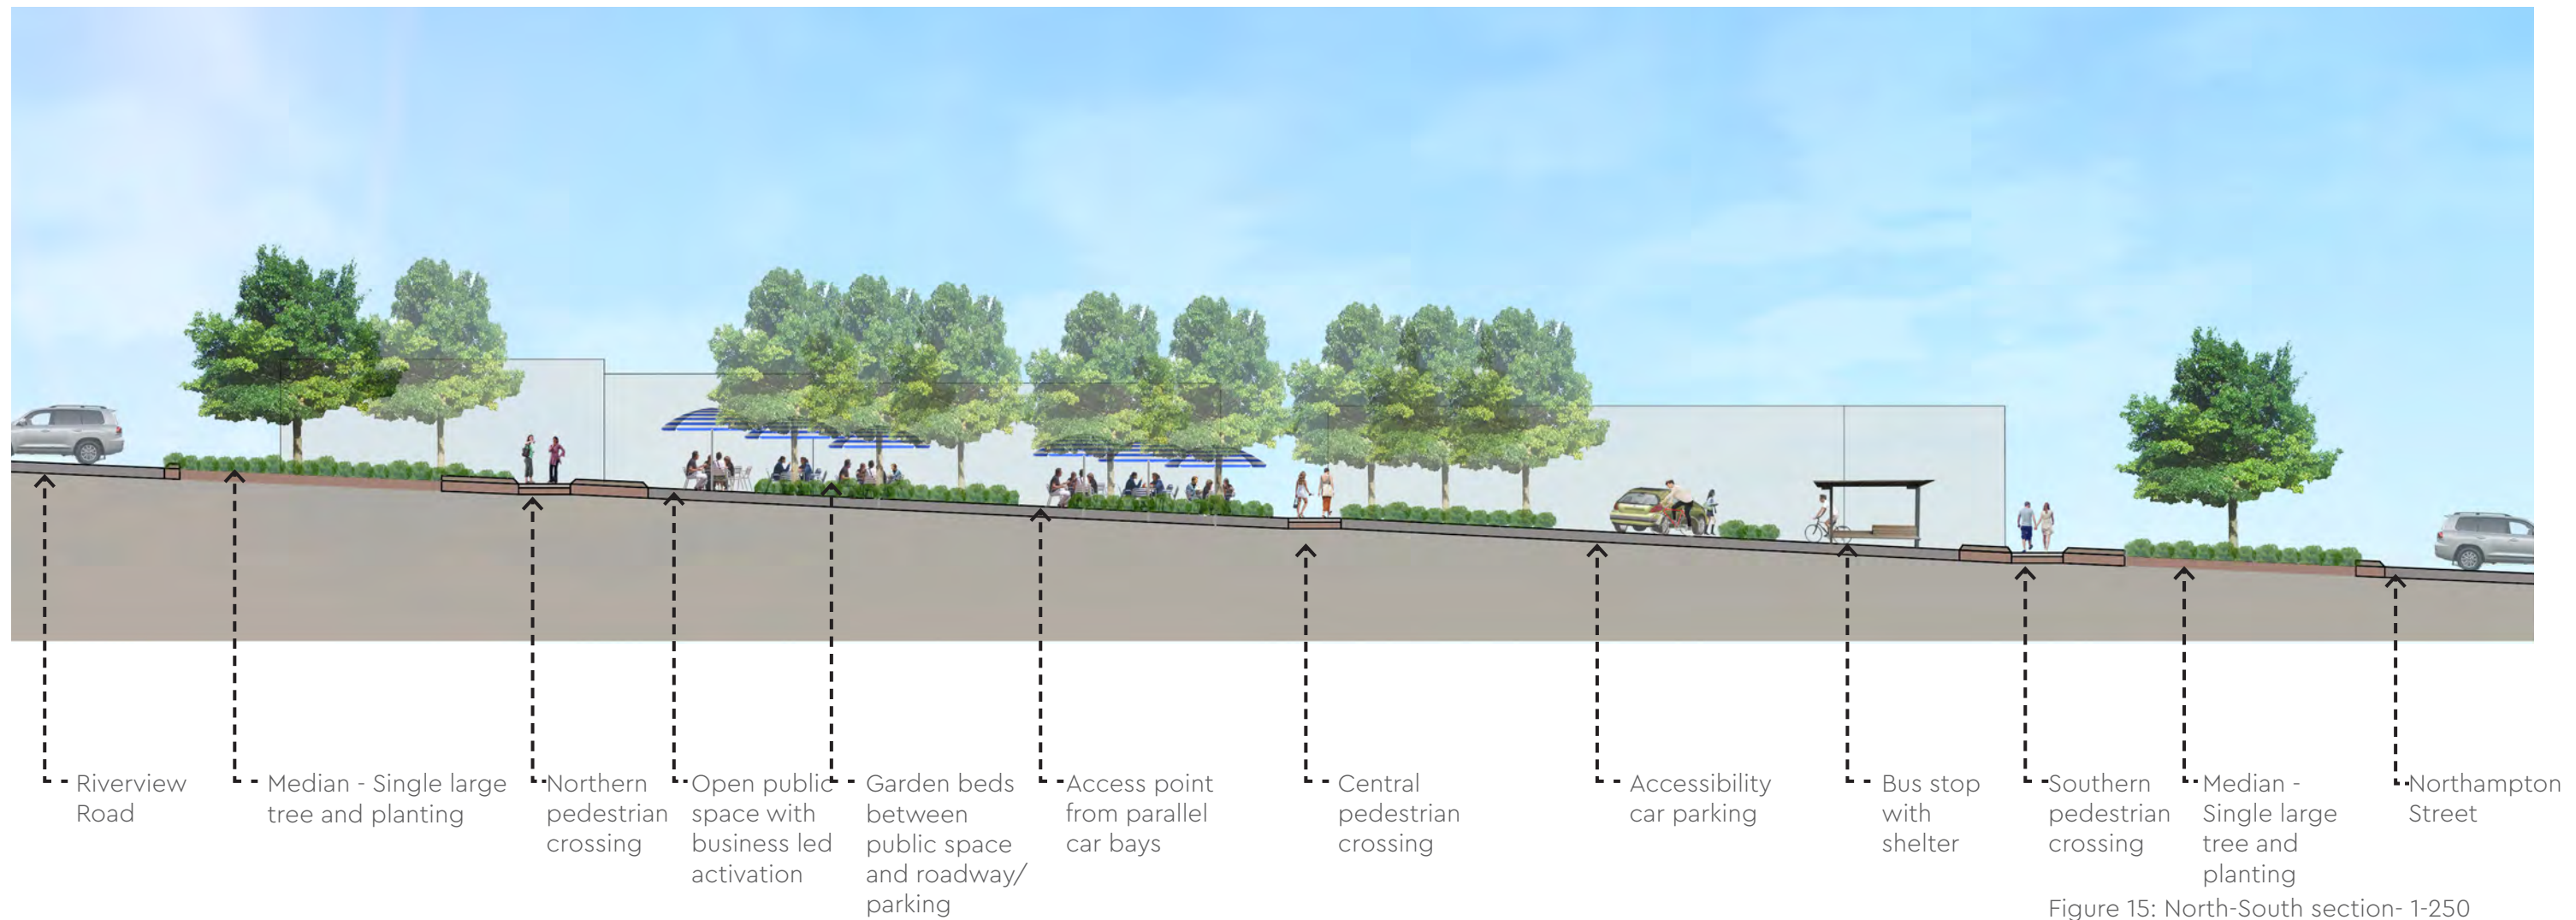 Riverview
Road
Median - Single large
tree and planting
Northern
pedestrian
crossing
Open public
space with
business led
activation
Garden beds
between
public space
and roadway/
parking
Access point
from parallel
car bays
Central
pedestrian
crossing
Accessibility
car parking
Bus stop
with
shelter
Southern
pedestrian
crossing
Median -
Single large
tree and
planting
Northampton
Street
Figure 15: North-South section- 1-250